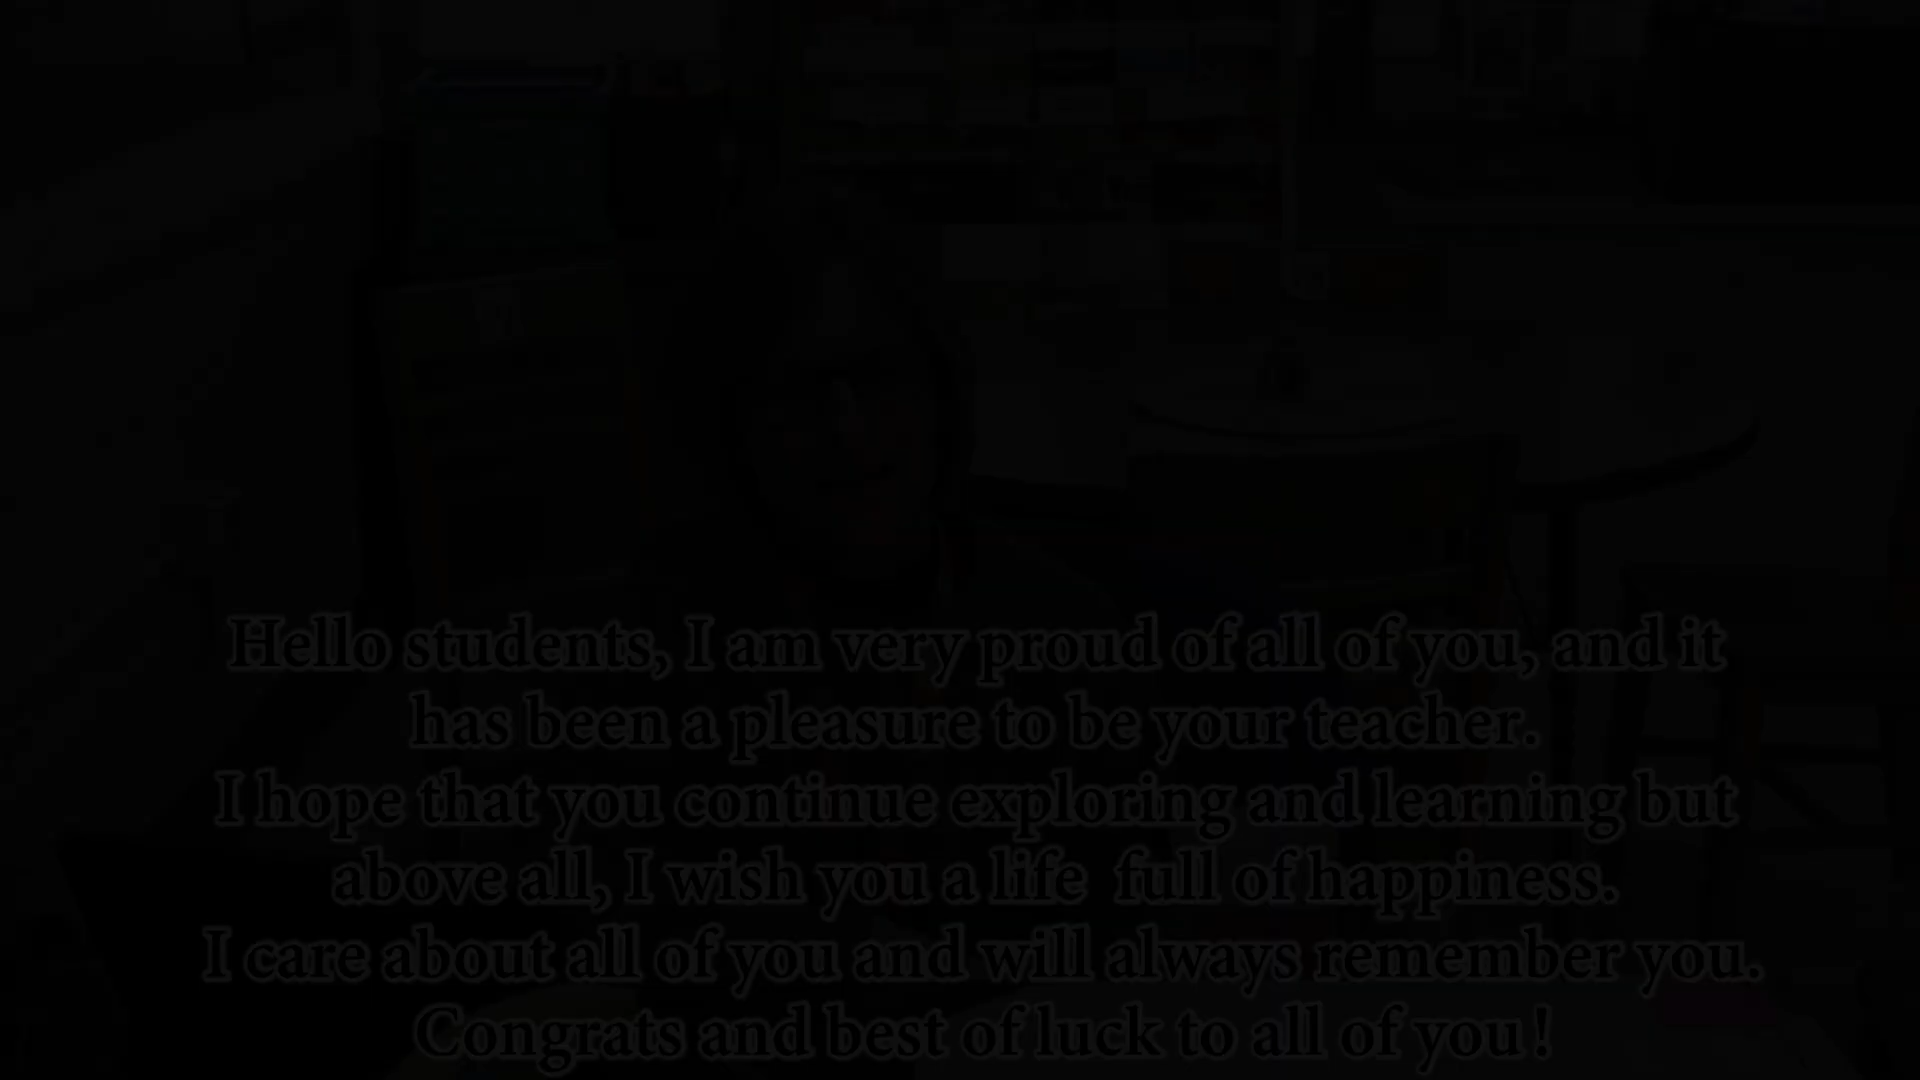 Hello students, I am very proud of all of you, and it
has been a pleasure to be your teacher.
I hope that you continue exploring and learning but
above all, I wish you a life full of happiness.
I care about all of you and will always remember you.
Congrats and best of luck to all of you!